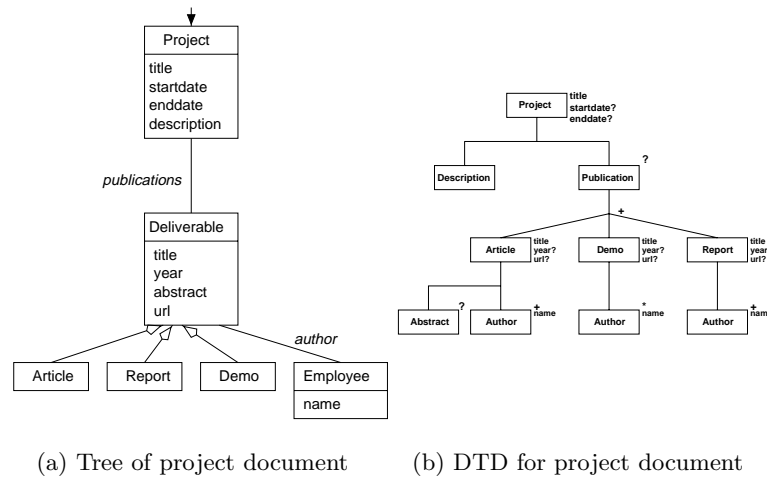 Project
title
startdate
enddate
description
publications
Deliverable
title
year
abstract
url
author
Article
Report
Demo
Employee
name
(a) Tree of project document
Project
title
startdate?
enddate?
Description
Publication
?
+
Article
title
year?
url?
Demo
title
year?
url?
Report
title
year
url?
Abstract
?
Author
+
name
Author
*
name
Author
+
nam
(b) DTD for project document